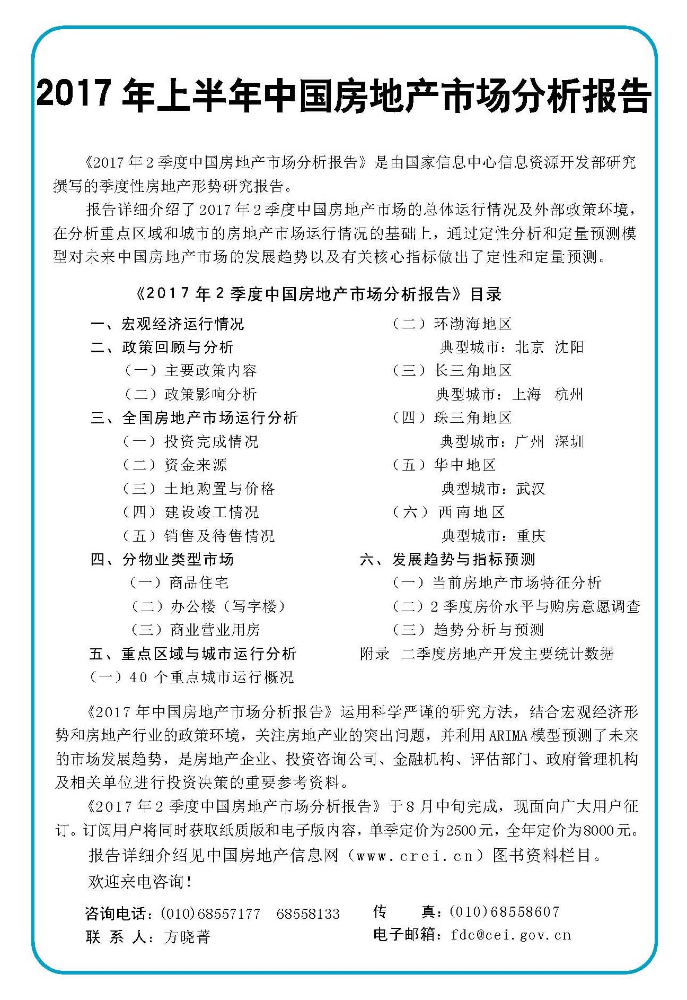 2017年上半年中国房地产市场分析报告
《2017年2季度中国房地产市场分析报告》是由国家信息中心信息资源开发部研究
撰写的季度性房地产形势研究报告。
报告详细介绍了2017年2季度中国房地产市场的总体运行情况及外部政策环境，
在分析重点区域和城市的房地产市场运行情况的基础上，通过定性分析和定量预测模
型对未来中国房地产市场的发展趋势以及有关核心指标做出了定性和定量预测。
《2017年2季度中国房地产市场分析报告》目录
一、宏观经济运行情况
二、政策回顾与分析
（一）主要政策内容
（二）政策影响分析
三、全国房地产市场运行分析
（一）投资完成情况
（二）资金来源
（三）土地购置与价格
（四）建设竣工情况
（五）销售及待售情况
四、分物业类型市场
（一）商品住宅
（二）办公楼（写字楼）
（三）商业营业用房
五、重点区域与城市运行分析
（一）40个重点城市运行概况
（二）环渤海地区
典型城市：北京 沈阳
（三）长三角地区
典型城市：上海 杭州
（四）珠三角地区
典型城市：广州 深圳
（五）华中地区
典型城市：武汉
（六）西南地区
典型城市：重庆
六、发展趋势与指标预测
（一）当前房地产市场特征分析
（二）2季度房价水平与购房意愿调查
（三）趋势分析与预测
附录 二季度房地产开发主要统计数据
《2017年中国房地产市场分析报告》运用科学严谨的研究方法，结合宏观经济形
势和房地产行业的政策环境，关注房地产业的突出问题，并利用ARIMA模型预测了未来
的市场发展趋势，是房地产企业、投资咨询公司、金融机构、评估部门、政府管理机构
及相关单位进行投资决策的重要参考资料。
《2017年2季度中国房地产市场分析报告》于8月中旬完成，现面向广大用户征
订。订阅用户将同时获取纸质版和电子版内容，单季定价为2500元，全年定价为8000元。
报告详细介绍见中国房地产信息网（www.crei.cn）图书资料栏目。
欢迎来电咨询！
咨询电话：(010)68557177 68558133
联 系 人：方晓菁
传 真：(010)68558607
电子邮箱：fdc@cei.gov.cn